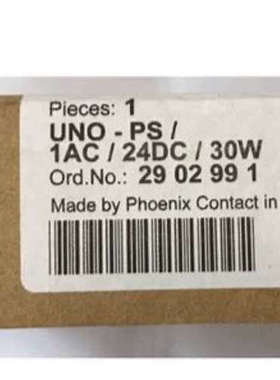 Pieces: 1
UNO - PS /
1AC / 24DC / 30W
Ord.No.: 29 02 99 1
Made by Phoenix Contact in